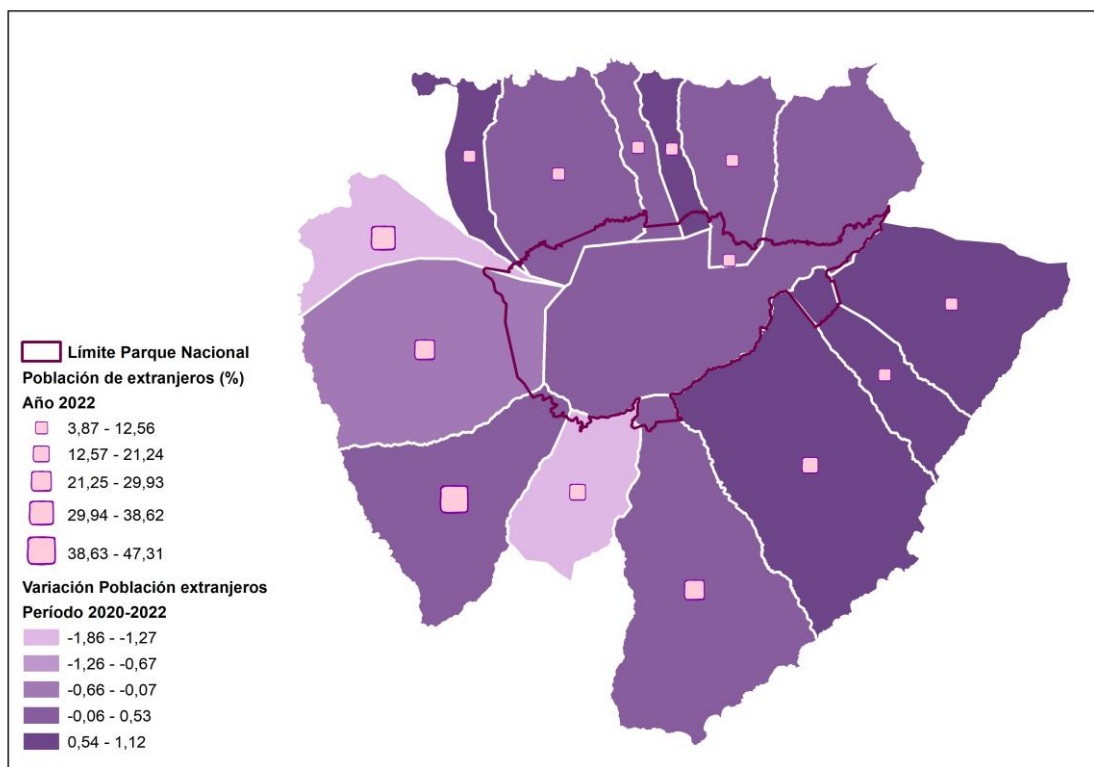 Límite Parque Nacional
Población de extranjeros (%)
Año 2022
3,87 - 12,56
12,57 - 21,24
21,25 - 29,93
29,94 - 38,62
38,63 - 47,31
Variación Población extranjeros
Período 2020-2022
-1,86 - -1,27
-1,26 - -0,67
-0,66 - -0,07
-0,06 - 0,53
0,54 - 1,12